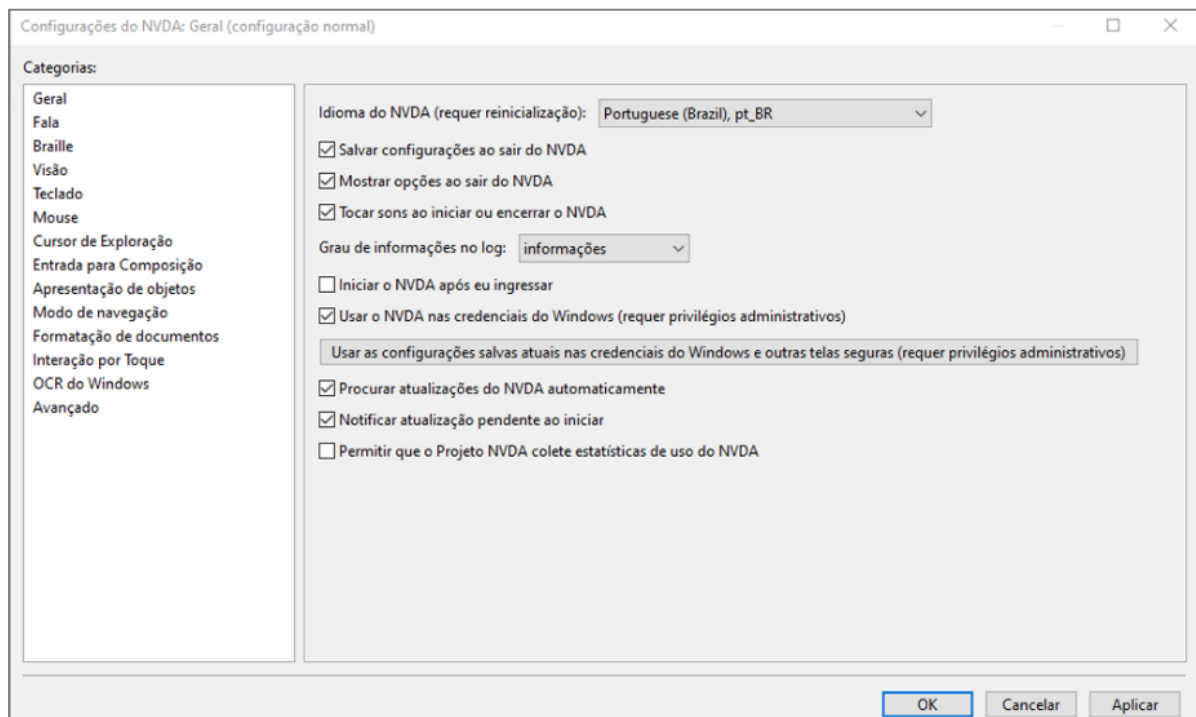 Configurações do NVDA: Geral (configuração normal)
Categorias:
Geral
Fala
Braille
Visão
Teclado
Mouse
Cursor de Exploração
Entrada para Composição
Apresentação de objetos
Modo de navegação
Formatação de documentos
Interação por Toque
OCR do Windows
Avançado
Idioma do NVDA (requer reinicialização): Portuguese (Brazil), pt_BR
Salvar configurações ao sair do NVDA
Mostrar opções ao sair do NVDA
Tocar sons ao iniciar ou encerrar o NVDA
Grau de informações no log: informações
Iniciar o NVDA após eu ingressar
Usar o NVDA nas credenciais do Windows (requer privilégios administrativos)
Usar as configurações salvas atuais nas credenciais do Windows e outras telas seguras (requer privilégios administrativos)
Procurar atualizações do NVDA automaticamente
Notificar atualização pendente ao iniciar
Permitir que o Projeto NVDA colete estatísticas de uso do NVDA
OK Cancelar Aplicar